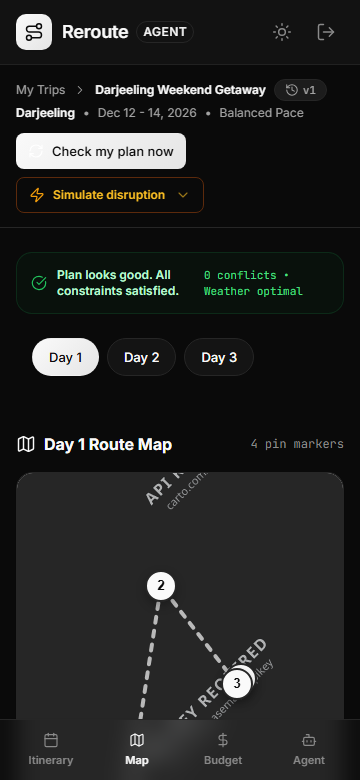 Reroute AGENT
My Trips > Darjeeling Weekend Getaway v1
Darjeeling • Dec 12 - 14, 2026 • Balanced Pace
Check my plan now
Simulate disruption
Plan looks good. All
constraints satisfied.
0 conflicts •
Weather optimal
Day 1 Day 2 Day 3
Day 1 Route Map 4 pin markers
API
carto.com
2
3
Itinerary Map Budget Agent